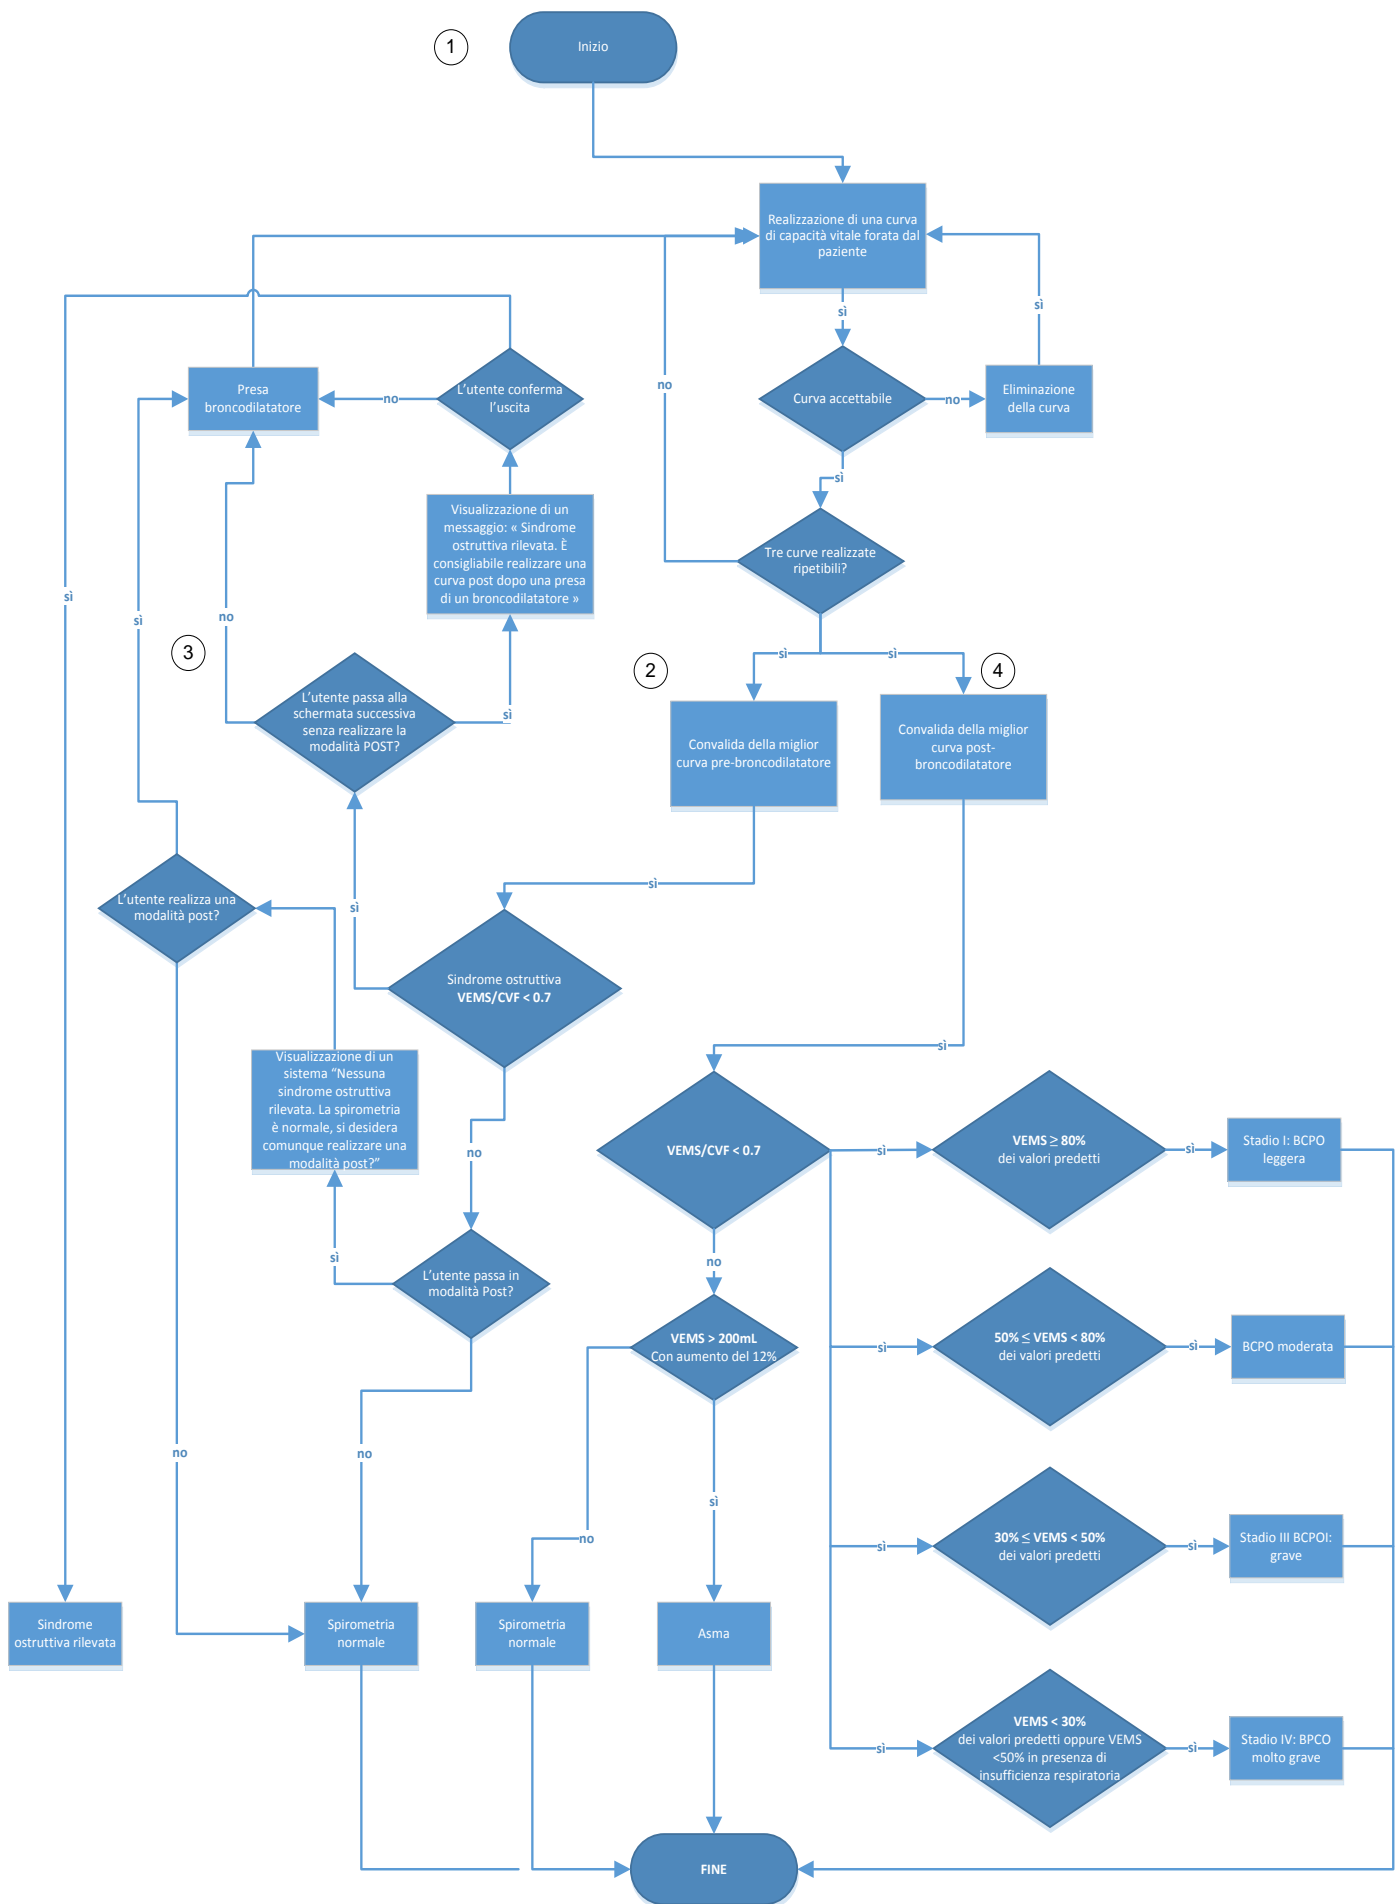 1
Inizio
Realizzazione di una curva
di capacità vitale forata dal
paziente
sì
sì
Presa
broncodilatatore
no
L'utente conferma
l'uscita
no
Curva accettabile
no
Eliminazione
della curva
sì
Visualizzazione di un
messaggio: « Sindrome
ostruttiva rilevata. È
consigliabile realizzare una
curva post dopo una presa
di un broncodilatatore »
Tre curve realizzate
ripetibili?
sì
sì
no
3
sì
sì
2
4
L'utente passa alla
schermata successiva
senza realizzare la
modalità POST?
sì
Convalida della miglior
curva pre-broncodilatatore
Convalida della miglior
curva post-
broncodilatatore
sì
L'utente realizza una
modalità post?
sì
Sindrome ostruttiva
VEMS/CVF < 0.7
sì
Visualizzazione di un
sistema “Nessuna
sindrome ostruttiva
rilevata. La spirometria
è normale, si desidera
comunque realizzare una
modalità post?”
no
VEMS/CVF < 0.7
sì
VEMS ≥ 80%
dei valori predetti
sì
Stadio I: BCPO
leggera
sì
L'utente passa in
modalità Post?
no
VEMS > 200mL
Con aumento del 12%
sì
50% ≤ VEMS < 80%
dei valori predetti
sì
BCPO moderata
no
no
sì
no
sì
30% ≤ VEMS < 50%
dei valori predetti
sì
Stadio III BCPOI:
grave
Sindrome
ostruttiva rilevata
Spirometria
normale
Spirometria
normale
Asma
sì
VEMS < 30%
dei valori predetti oppure VEMS
<50% in presenza di
insufficienza respiratoria
sì
Stadio IV: BPCO
molto grave
FINE